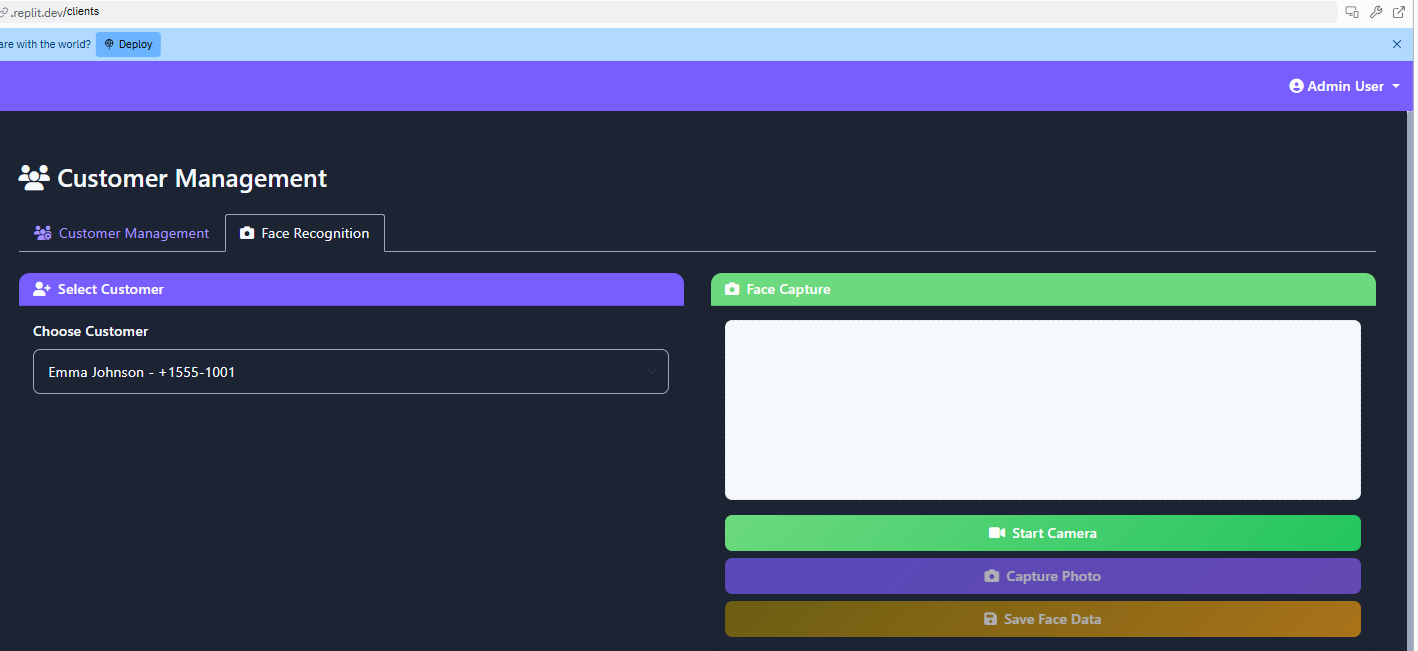 .replit.dev/clients
are with the world? Deploy
Admin User
Customer Management
Customer Management Face Recognition
Select Customer
Choose Customer
Emma Johnson - +1555-1001
Face Capture
Start Camera
Capture Photo
Save Face Data